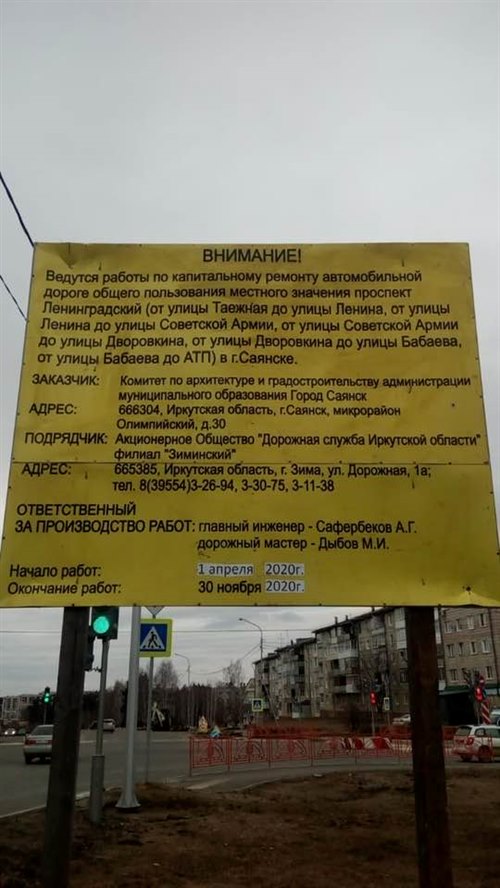 ВНИМАНИЕ!
Ведутся работы по капитальному ремонту автомобильной
дороге общего пользования местного значения проспект
Ленинградский (от улицы Таежная до улицы Ленина, от улицы
Ленина до улицы Советской Армии, от улицы Советской Армии
до улицы Дворовкина, от улицы Дворовкина до улицы Бабаева,
от улицы Бабаева до АТП) в г.Саянске.
ЗАКАЗЧИК: Комитет по архитектуре и градостроительству администрации
муниципального образования Город Саянск
АДРЕС: 666304, Иркутская область, г.Саянск, микрорайон
Олимпийский, д.30
ПОДРЯДЧИК: Акционерное Общество "Дорожная служба Иркутской области"
филиал "Зиминский"
АДРЕС: 665385, Иркутская область, г. Зима, ул. Дорожная, 1а;
тел. 8(39554)3-26-94, 3-30-75, 3-11-38
ОТВЕТСТВЕННЫЙ
ЗА ПРОИЗВОДСТВО РАБОТ: главный инженер - Сафербеков А.Г.
дорожный мастер - Дыбов М.И.
Начало работ: 1 апреля 2020г.
Окончание работ: 30 ноября 2020г.